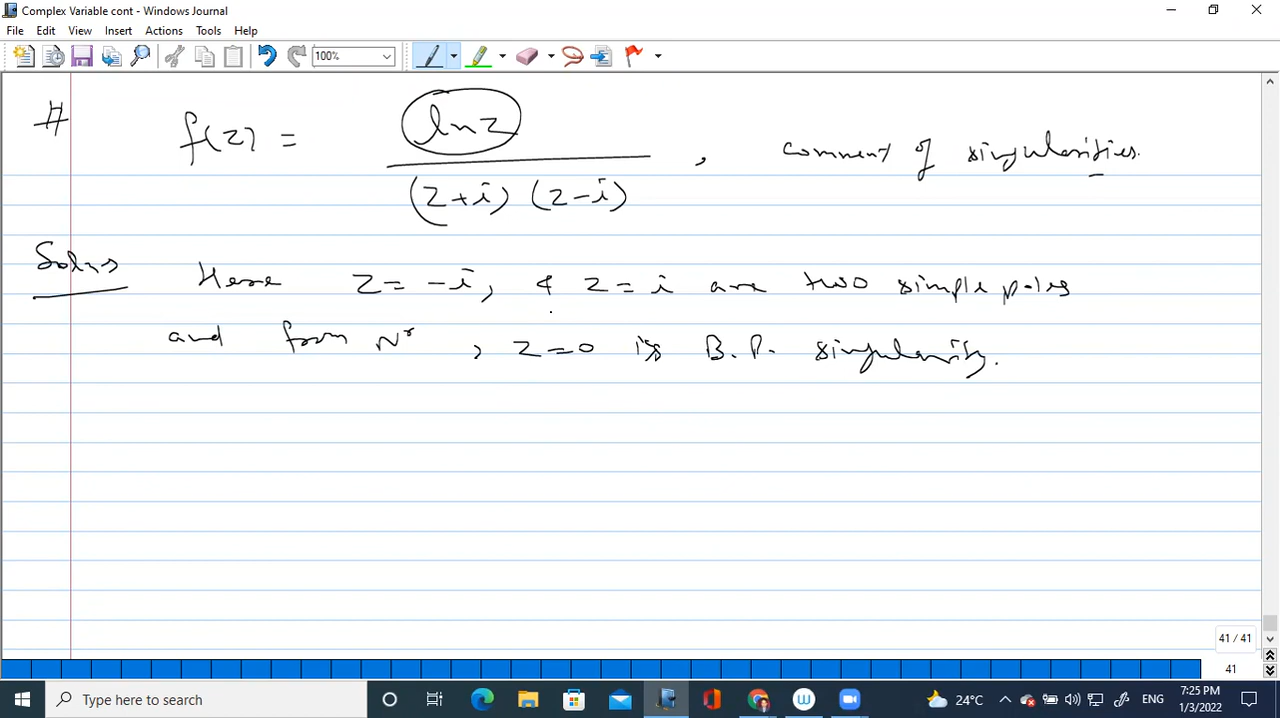 Complex Variable cont - Windows Journal
File Edit View Insert Actions Tools Help
100%
# f(z) = ln z / (z+i) (z-i) , comment of singularities.
Solns Here z = -i, & z = i are two simple poles
and from Nʳ , z=0 is B.P. singularity.
41 / 41
41
Type here to search
24°C ENG 7:25 PM
1/3/2022